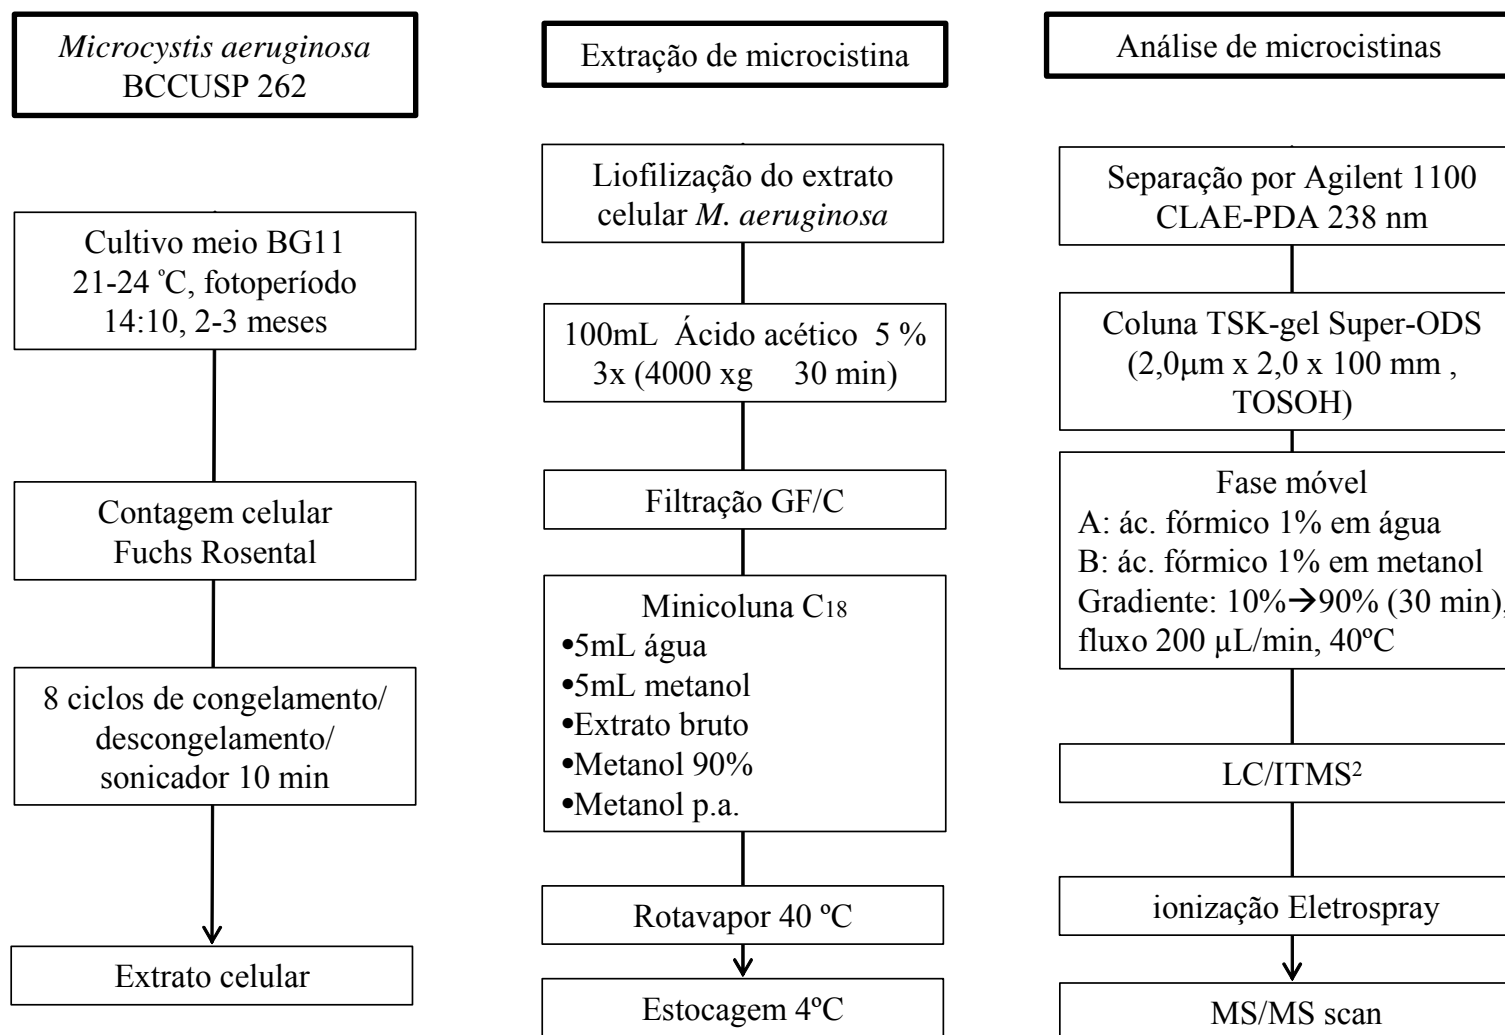 Microcystis aeruginosa
BCCUSP 262
Cultivo meio BG11
21-24 ºC, fotoperíodo
14:10, 2-3 meses
Contagem celular
Fuchs Rosental
8 ciclos de congelamento/
descongelamento/
sonicador 10 min
Extrato celular
Extração de microcistina
Liofilização do extrato
celular M. aeruginosa
100mL Ácido acético 5 %
3x (4000 xg 30 min)
Filtração GF/C
Minicoluna C18
•5mL água
•5mL metanol
•Extrato bruto
•Metanol 90%
•Metanol p.a.
Rotavapor 40 ºC
Estocagem 4ºC
Análise de microcistinas
Separação por Agilent 1100
CLAE-PDA 238 nm
Coluna TSK-gel Super-ODS
(2,0μm x 2,0 x 100 mm ,
TOSOH)
Fase móvel
A: ác. fórmico 1% em água
B: ác. fórmico 1% em metanol
Gradiente: 10%→90% (30 min),
fluxo 200 μL/min, 40ºC
LC/ITMS²
ionização Eletrospray
MS/MS scan